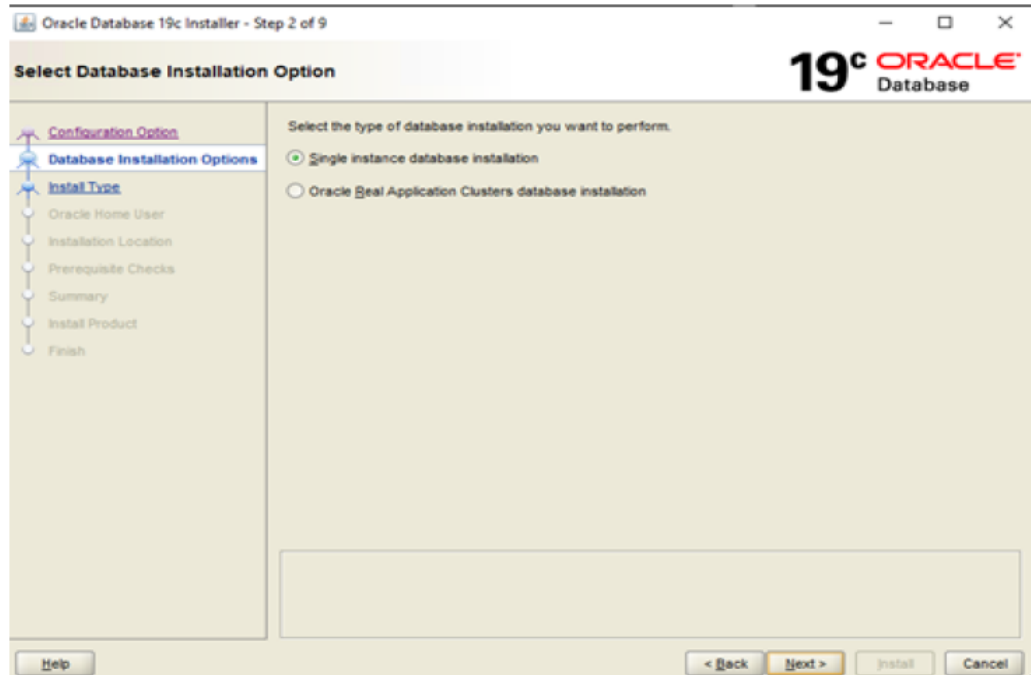 Oracle Database 19c Installer - Step 2 of 9
Select Database Installation Option
19c ORACLE
Database
Configuration Option
Database Installation Options
Install Type
Oracle Home User
Installation Location
Prerequisite Checks
Summary
Install Product
Finish
Select the type of database installation you want to perform.
Single instance database installation
Oracle Real Application Clusters database installation
Help
< Back
Next >
Install
Cancel